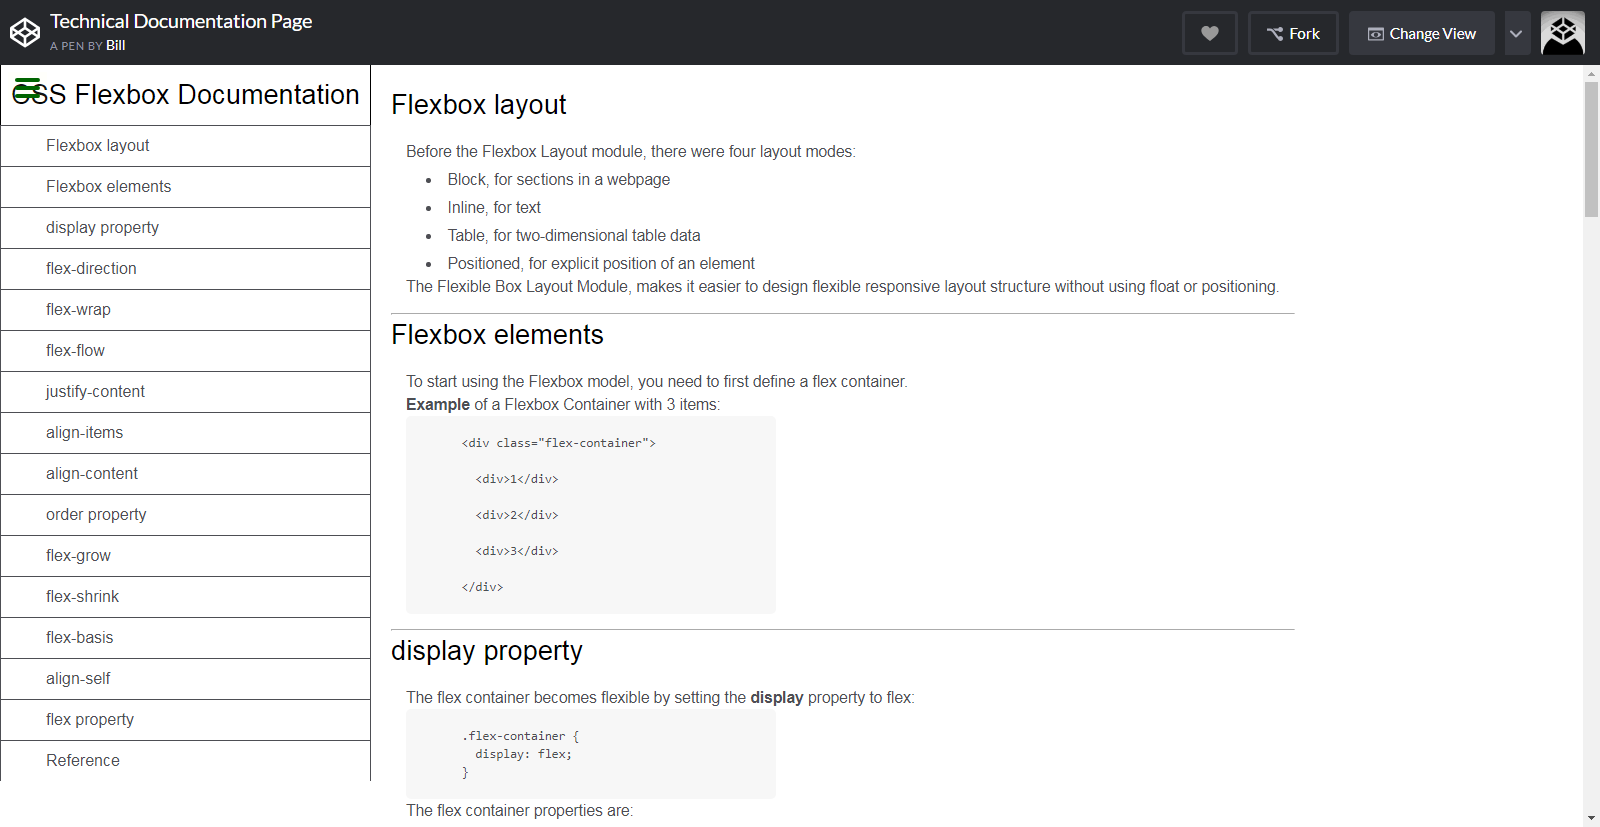 Technical Documentation Page
A PEN BY Bill
Fork
Change View
CSS Flexbox Documentation
Flexbox layout
Flexbox elements
display property
flex-direction
flex-wrap
flex-flow
justify-content
align-items
align-content
order property
flex-grow
flex-shrink
flex-basis
align-self
flex property
Reference
Flexbox layout
Before the Flexbox Layout module, there were four layout modes:
Block, for sections in a webpage
Inline, for text
Table, for two-dimensional table data
Positioned, for explicit position of an element
The Flexible Box Layout Module, makes it easier to design flexible responsive layout structure without using float or positioning.
Flexbox elements
To start using the Flexbox model, you need to first define a flex container.
Example of a Flexbox Container with 3 items:
<div class="flex-container">
<div>1</div>
<div>2</div>
<div>3</div>
</div>
display property
The flex container becomes flexible by setting the display property to flex:
.flex-container {
display: flex;
}
The flex container properties are: